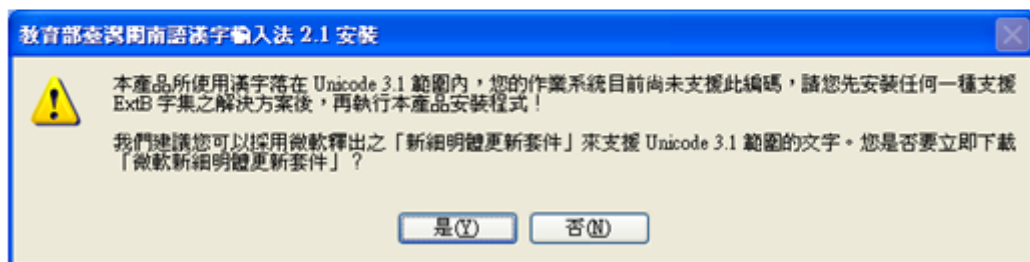 教育部臺灣閩南語漢字輸入法 2.1 安裝
本產品所使用漢字落在 Unicode 3.1 範圍內，您的作業系統目前尚未支援此編碼，請您先安裝任何一種支援
ExtB 字集之解決方案後，再執行本產品安裝程式！
我們建議您可以採用微軟釋出之「新細明體更新套件」來支援 Unicode 3.1 範圍的文字。您是否要立即下載
「微軟新細明體更新套件」？
是(Y) 否(N)